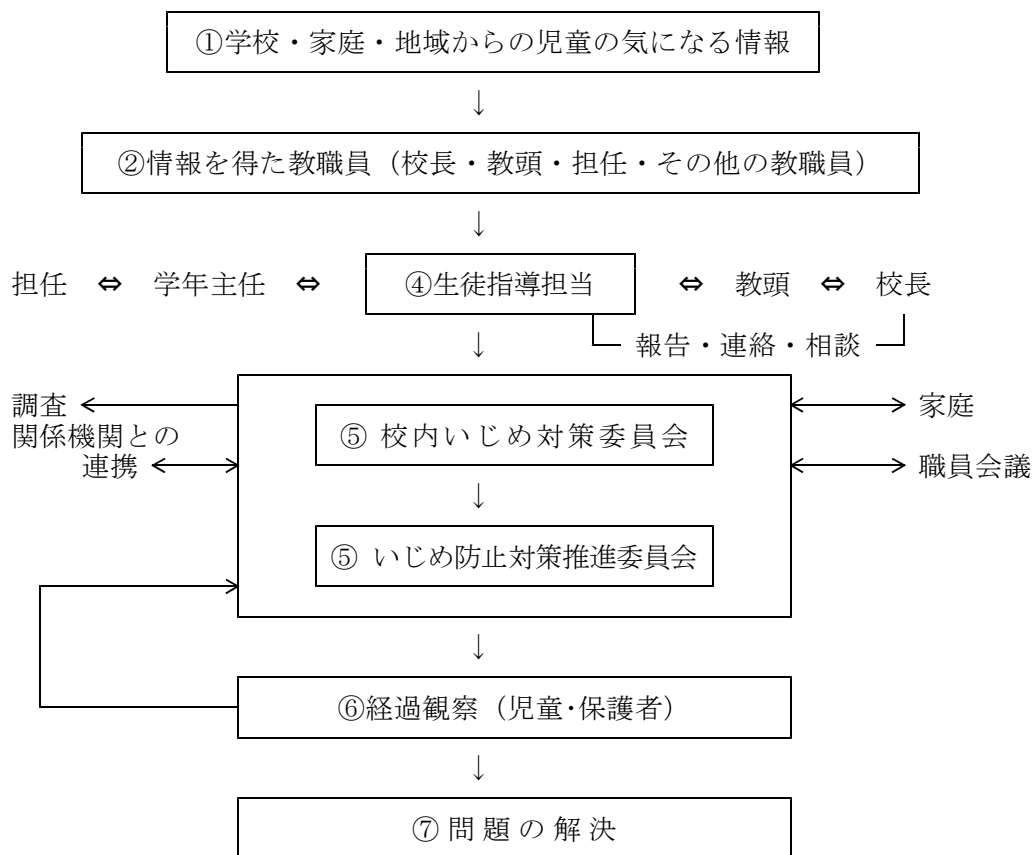 ①学校・家庭・地域からの児童の気になる情報
↓
②情報を得た教職員（校長・教頭・担任・その他の教職員）
↓
担任 ⇔ 学年主任 ⇔ ④生徒指導担当 ⇔ 教頭 ⇔ 校長
↓ 報告・連絡・相談
調査
関係機関との
連携
⑤ 校内いじめ対策委員会
↓
⑤ いじめ防止対策推進委員会
家庭
職員会議
↓
⑥経過観察（児童・保護者）
↓
⑦問題の解決